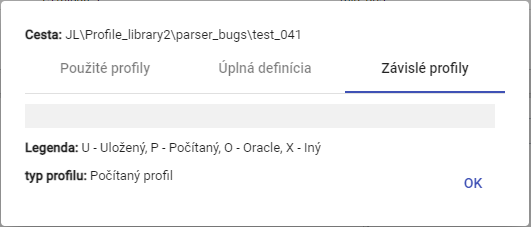 Cesta: JL\Profile_library2\parser_bugs\test_041
Použité profily Úplná definícia Závislé profily
Legenda: U - Uložený, P - Počítaný, O - Oracle, X - Iný
typ profilu: Počítaný profil
OK